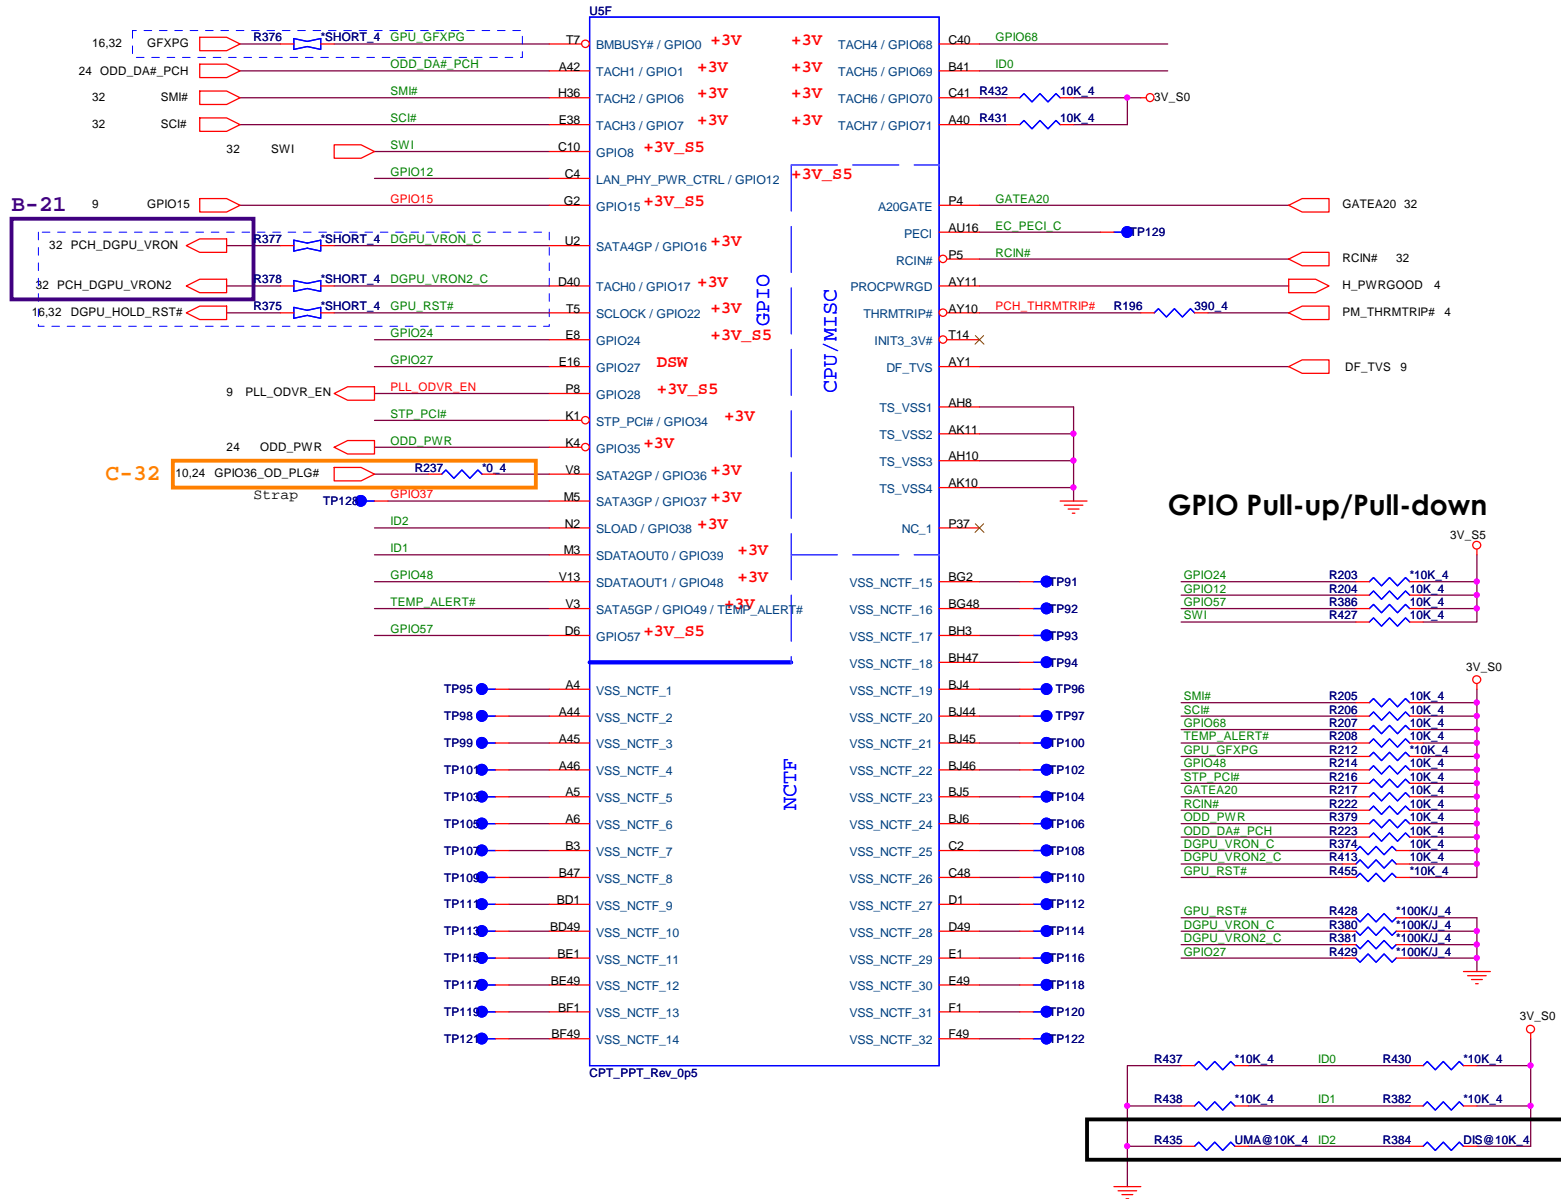 U5F
16,32 GFXPG R376 *SHORT_4 GPU_GFXPG T7 BMBUSY# / GPIO0 +3V
24 ODD_DA#_PCH ODD_DA#_PCH A42 TACH1 / GPIO1 +3V
32 SMI# SMI# H36 TACH2 / GPIO6 +3V
32 SCI# SCI# E38 TACH3 / GPIO7 +3V
32 SWI SWI C10 GPIO8 +3V_S5
GPIO12 C4 LAN_PHY_PWR_CTRL / GPIO12 +3V_S5
B-21
9 GPIO15 GPIO15 G2 GPIO15 +3V_S5
32 PCH_DGPU_VRON R377 *SHORT_4 DGPU_VRON_C U2 SATA4GP / GPIO16 +3V
32 PCH_DGPU_VRON2 R378 *SHORT_4 DGPU_VRON2_C D40 TACH0 / GPIO17 +3V
16,32 DGPU_HOLD_RST# R375 *SHORT_4 GPU_RST# T5 SCLOCK / GPIO22 +3V
GPIO24 E8 GPIO24 +3V_S5
GPIO27 E16 GPIO27 DSW
9 PLL_ODVR_EN PLL_ODVR_EN P8 GPIO28 +3V_S5
STP_PCI# K1 STP_PCI# / GPIO34 +3V
24 ODD_PWR ODD_PWR K4 GPIO35 +3V
C-32 10,24 GPIO36_OD_PLG# R237 *0_4 V8 SATA2GP / GPIO36 +3V
Strap TP128 GPIO37 M5 SATA3GP / GPIO37 +3V
ID2 N2 SLOAD / GPIO38 +3V
ID1 M3 SDATAOUT0 / GPIO39 +3V
GPIO48 V13 SDATAOUT1 / GPIO48 +3V
TEMP_ALERT# V3 SATA5GP / GPIO49 / TEMP_ALERT# +3V
GPIO57 D6 GPIO57 +3V_S5
TP95 A4 VSS_NCTF_1
TP98 A44 VSS_NCTF_2
TP99 A45 VSS_NCTF_3
TP101 A46 VSS_NCTF_4
TP103 A5 VSS_NCTF_5
TP105 A6 VSS_NCTF_6
TP107 B3 VSS_NCTF_7
TP109 B47 VSS_NCTF_8
TP111 BD1 VSS_NCTF_9
TP113 BD49 VSS_NCTF_10
TP115 BE1 VSS_NCTF_11
TP117 BE49 VSS_NCTF_12
TP119 BF1 VSS_NCTF_13
TP121 BF49 VSS_NCTF_14
CPT_PPT_Rev_0p5
GPIO
CPU/MISC
NCTF
+3V TACH4 / GPIO68 C40 GPIO68
+3V TACH5 / GPIO69 B41 ID0
+3V TACH6 / GPIO70 C41 R432 10K_4 3V_S0
+3V TACH7 / GPIO71 A40 R431 10K_4
A20GATE P4 GATEA20 GATEA20 32
PECI AU16 EC_PECI_C TP129
RCIN# P5 RCIN# RCIN# 32
PROCPWRGD AY11 H_PWRGOOD 4
THRMTRIP# AY10 PCH_THRMTRIP# R196 390_4 PM_THRMTRIP# 4
INIT3_3V# T14
DF_TVS AY1 DF_TVS 9
TS_VSS1 AH8
TS_VSS2 AK11
TS_VSS3 AH10
TS_VSS4 AK10
NC_1 P37
VSS_NCTF_15 BG2 TP91
VSS_NCTF_16 BG48 TP92
VSS_NCTF_17 BH3 TP93
VSS_NCTF_18 BH47 TP94
VSS_NCTF_19 BJ4 TP96
VSS_NCTF_20 BJ44 TP97
VSS_NCTF_21 BJ45 TP100
VSS_NCTF_22 BJ46 TP102
VSS_NCTF_23 BJ5 TP104
VSS_NCTF_24 BJ6 TP106
VSS_NCTF_25 C2 TP108
VSS_NCTF_26 C48 TP110
VSS_NCTF_27 D1 TP112
VSS_NCTF_28 D49 TP114
VSS_NCTF_29 E1 TP116
VSS_NCTF_30 E49 TP118
VSS_NCTF_31 F1 TP120
VSS_NCTF_32 F49 TP122
GPIO Pull-up/Pull-down
3V_S5
GPIO24 R203 *10K_4
GPIO12 R204 10K_4
GPIO57 R386 10K_4
SWI R427 10K_4
3V_S0
SMI# R205 10K_4
SCI# R206 10K_4
GPIO68 R207 10K_4
TEMP_ALERT# R208 10K_4
GPU_GFXPG R212 *10K_4
GPIO48 R214 10K_4
STP_PCI# R216 10K_4
GATEA20 R217 10K_4
RCIN# R222 10K_4
ODD_PWR R379 10K_4
ODD_DA#_PCH R223 10K_4
DGPU_VRON_C R374 10K_4
DGPU_VRON2_C R413 10K_4
GPU_RST# R455 *10K_4
GPU_RST# R428 *100K/J_4
DGPU_VRON_C R380 *100K/J_4
DGPU_VRON2_C R381 *100K/J_4
GPIO27 R429 *100K/J_4
3V_S0
R437 *10K_4 ID0 R430 *10K_4
R438 *10K_4 ID1 R382 *10K_4
R435 UMA@10K_4 ID2 R384 DIS@10K_4